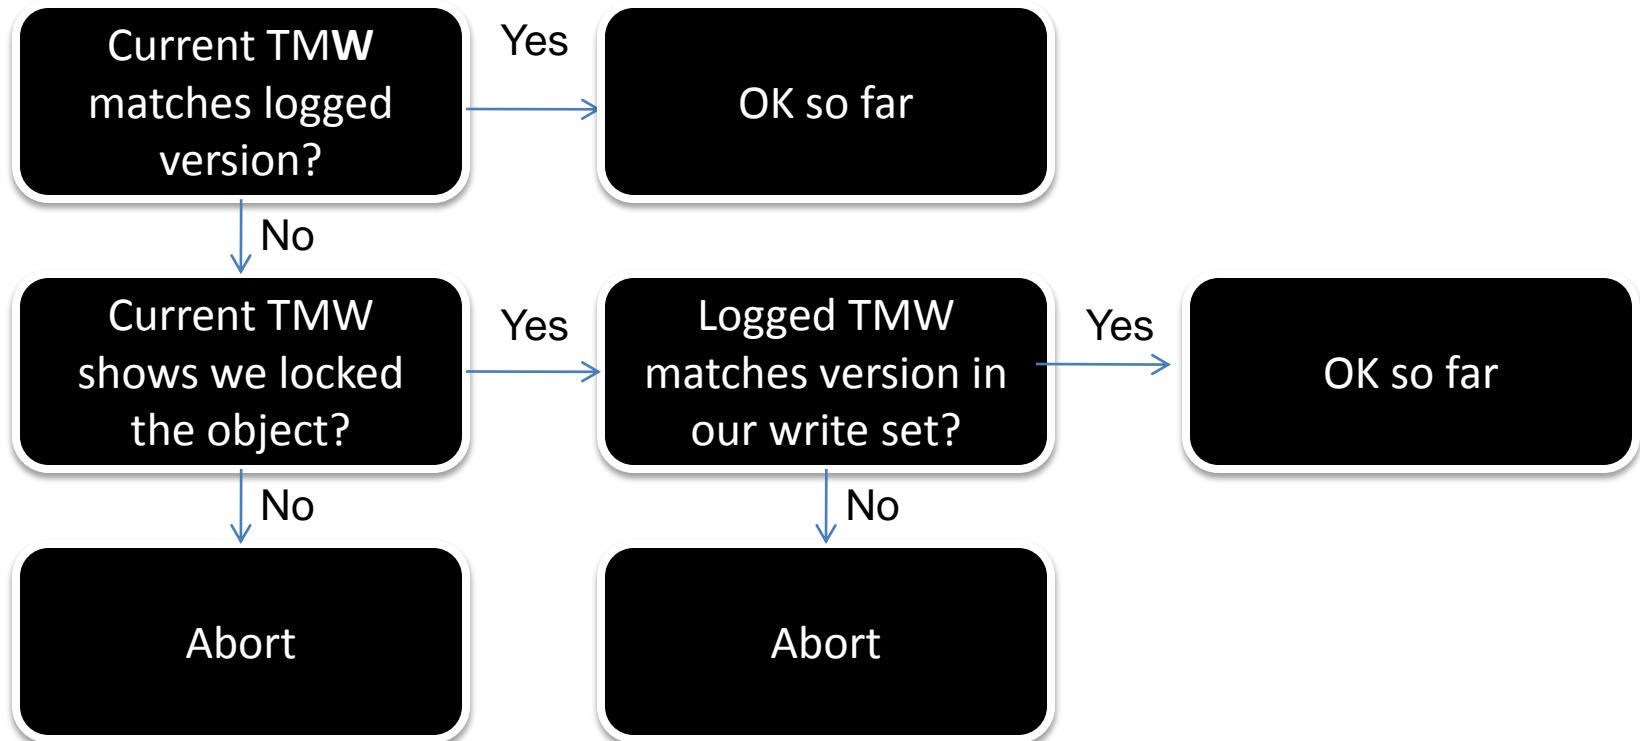 Current TMW
matches logged
version?
Yes
OK so far
No
Current TMW
shows we locked
the object?
Yes
Logged TMW
matches version in
our write set?
Yes
OK so far
No
No
Abort
Abort